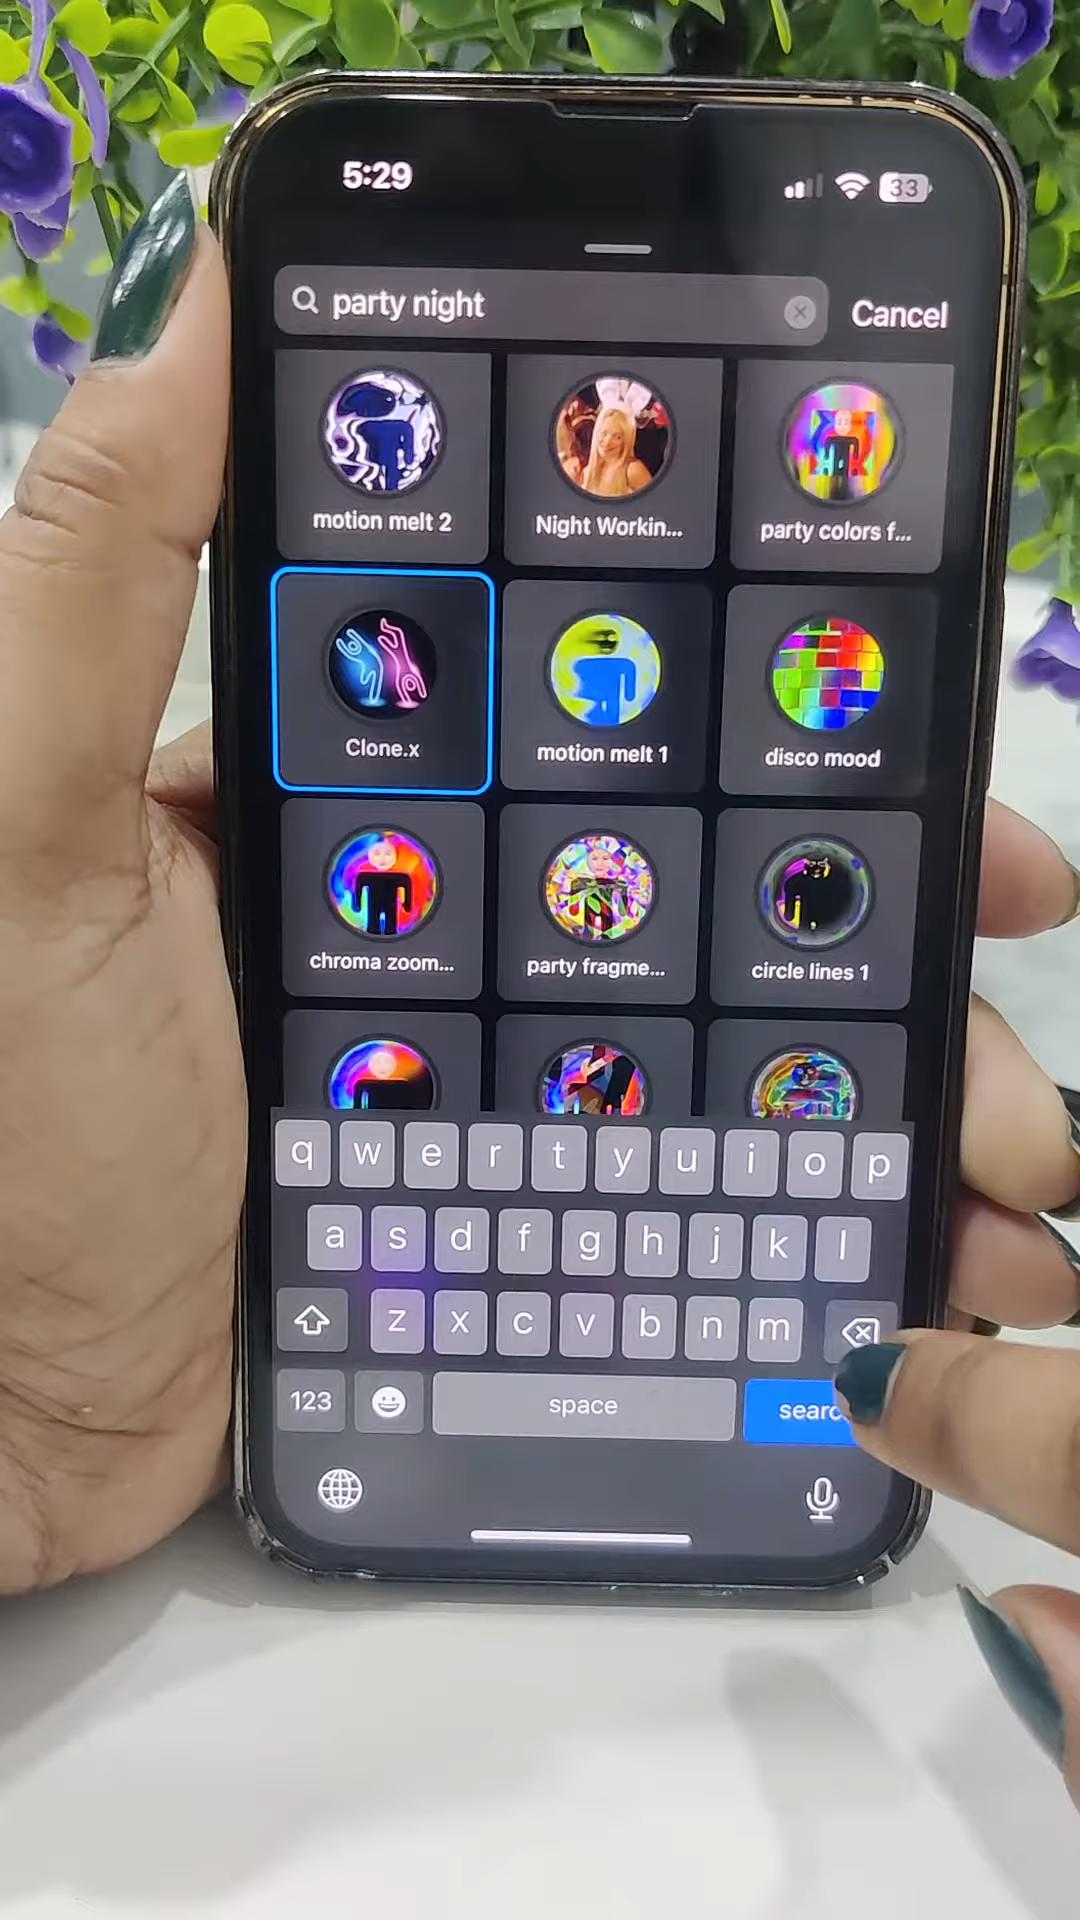 5:29
33
party night
Cancel
motion melt 2
Night Workin...
party colors f...
Clone.x
motion melt 1
disco mood
chroma zoom...
party fragme...
circle lines 1
q w e r t y u i o p
a s d f g h j k l
z x c v b n m
123
space
searc